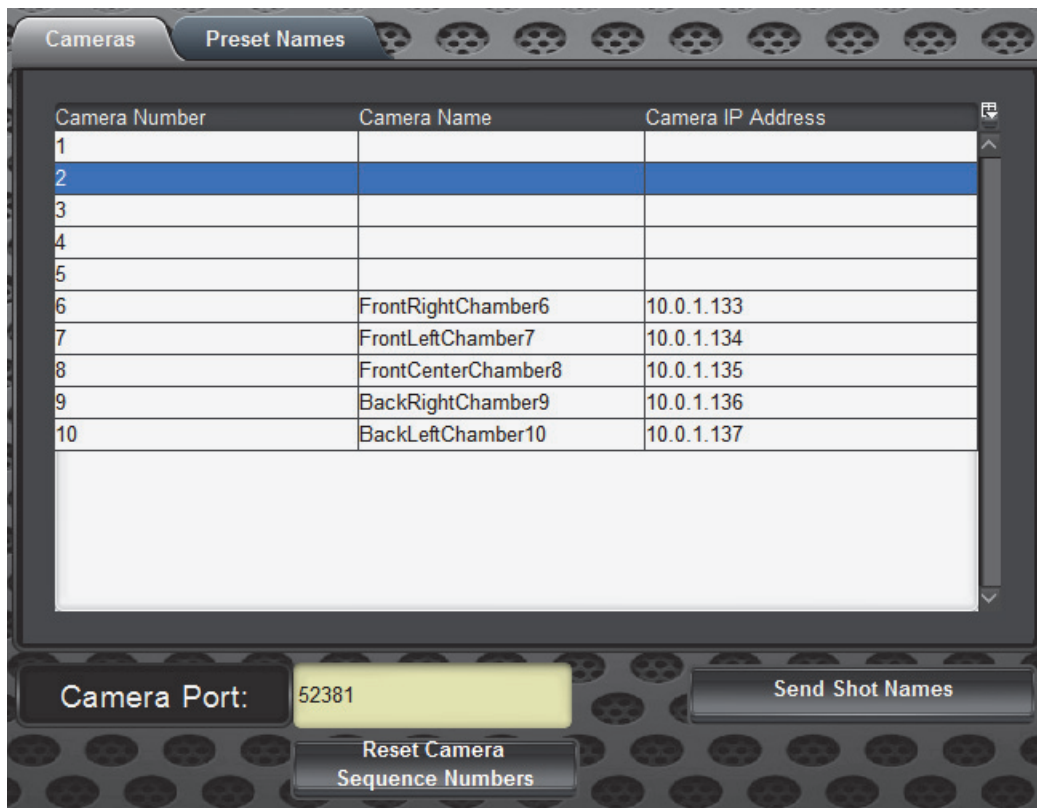 Cameras Preset Names
Camera Number Camera Name Camera IP Address
1
2
3
4
5
6 FrontRightChamber6 10.0.1.133
7 FrontLeftChamber7 10.0.1.134
8 FrontCenterChamber8 10.0.1.135
9 BackRightChamber9 10.0.1.136
10 BackLeftChamber10 10.0.1.137
Camera Port: 52381 Send Shot Names
Reset Camera
Sequence Numbers